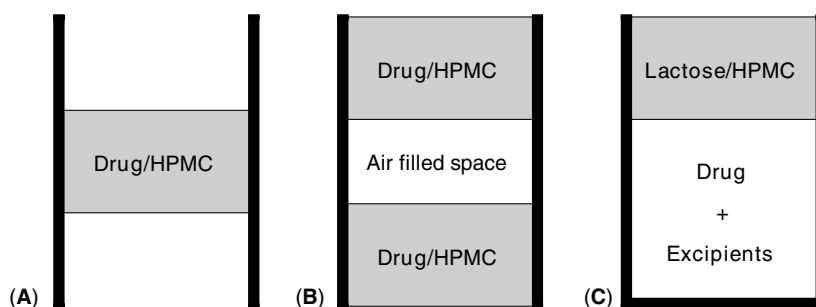 Drug/HPMC
(A)
Drug/HPMC
Air filled space
Drug/HPMC
(B)
Lactose/HPMC
Drug
+
Excipients
(C)